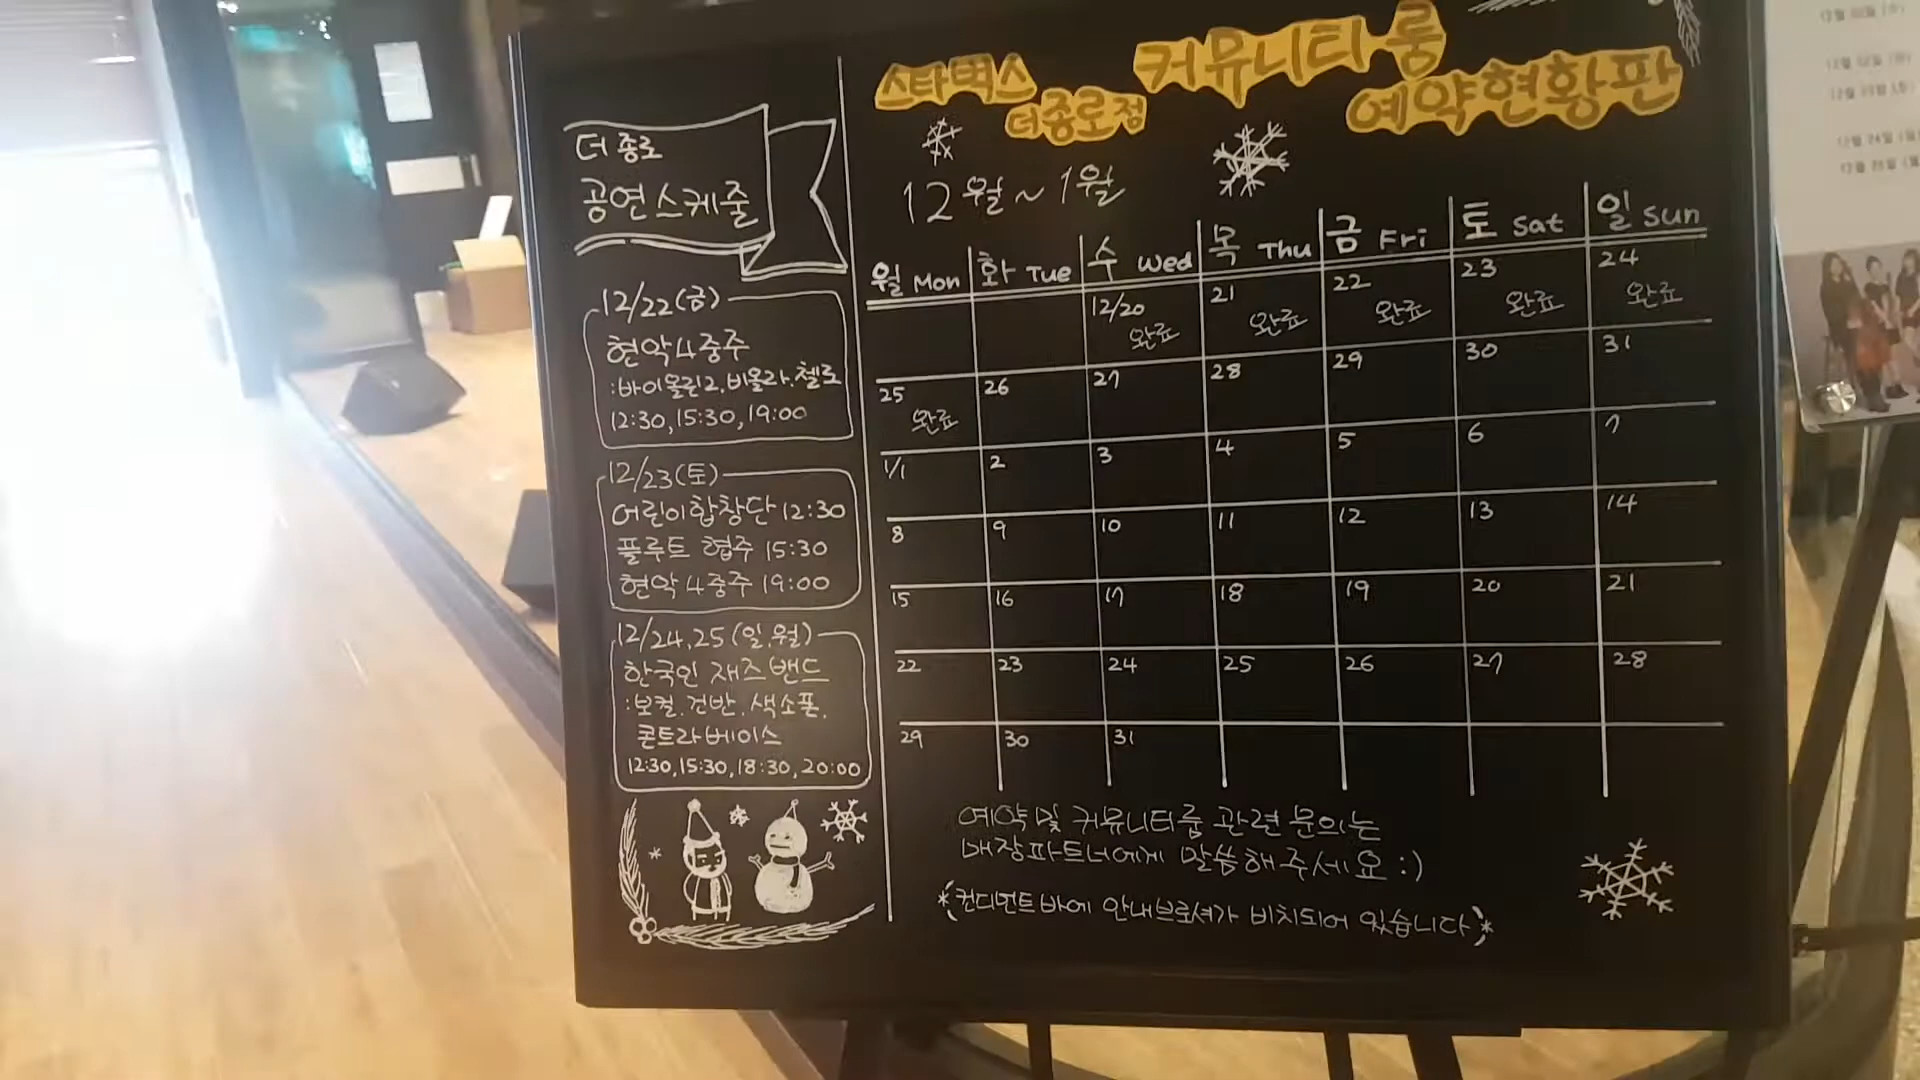 더 종로
공연스케줄
12/22(금)
현악4중주
:바이올린2.비올라.첼로
12:30, 15:30, 19:00
12/23(토)
어린이합창단 12:30
플루트 협주 15:30
현악4중주 19:00
12/24,25 (일,월)
한국인 재즈밴드
:보컬.건반.색소폰.
콘트라베이스
12:30, 15:30, 18:30, 20:00
스타벅스 커뮤니티 룸
더종로점 예약현황판
12월~1월
월 Mon 화 Tue 수 Wed 목 Thu 금 Fri 토 Sat 일 Sun
12/20 21 22 23 24
완료 완료 완료 완료 완료
25 26 27 28 29 30 31
완료
1/1 2 3 4 5 6 7
8 9 10 11 12 13 14
15 16 17 18 19 20 21
22 23 24 25 26 27 28
29 30 31
예약 및 커뮤니티룸 관련 문의는
매장파트너에게 말씀해주세요 :)
*컨디먼트바에 안내브로셔가 비치되어 있습니다*